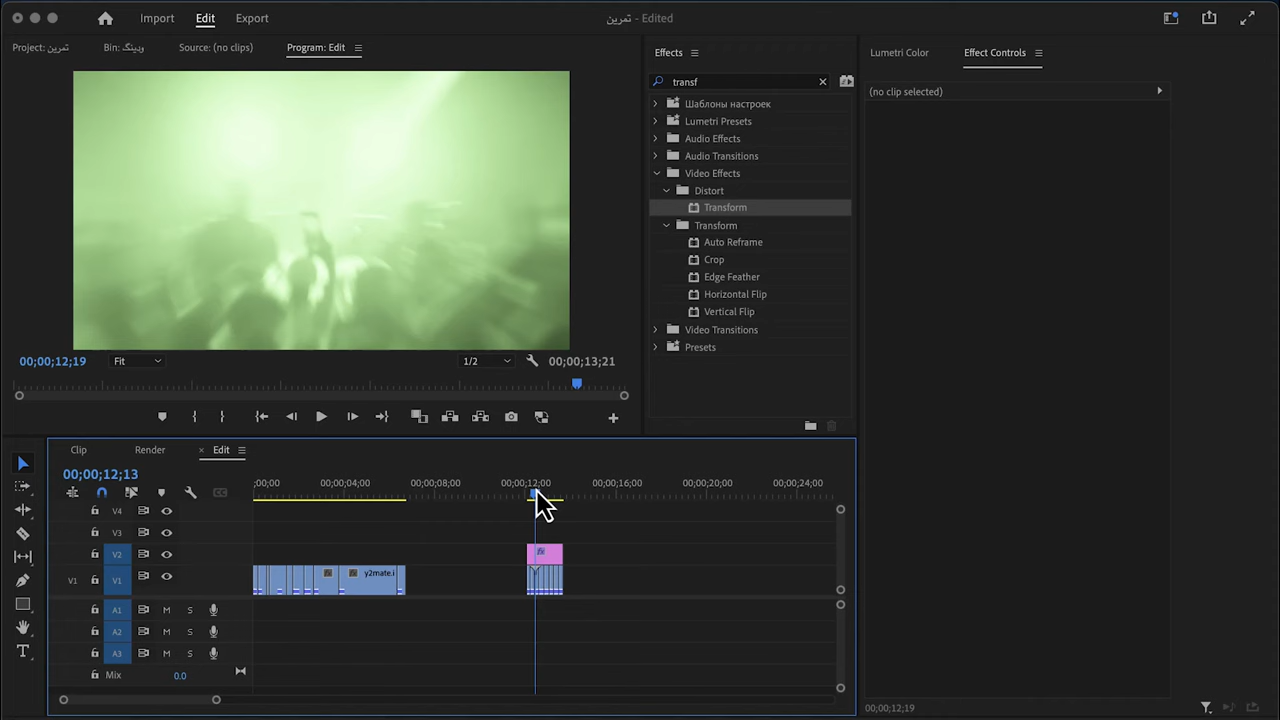 Import Edit Export
تمرین - Edited
Project: تمرین Bin: ودینگ Source: (no clips) Program: Edit
00;00;12;19 Fit 1/2 00;00;13;21
Effects
transf
Шаблоны настроек
Lumetri Presets
Audio Effects
Audio Transitions
Video Effects
Distort
Transform
Transform
Auto Reframe
Crop
Edge Feather
Horizontal Flip
Vertical Flip
Video Transitions
Presets
Lumetri Color Effect Controls
(no clip selected)
00;00;12;19
Clip Render × Edit
00;00;12;13
;00;00 00;00;04;00 00;00;08;00 00;00;12;00 00;00;16;00 00;00;20;00 00;00;24;00
V4
V3
V2
V1 V1 y2mate.i
A1 M S
A2 M S
A3 M S
Mix 0.0